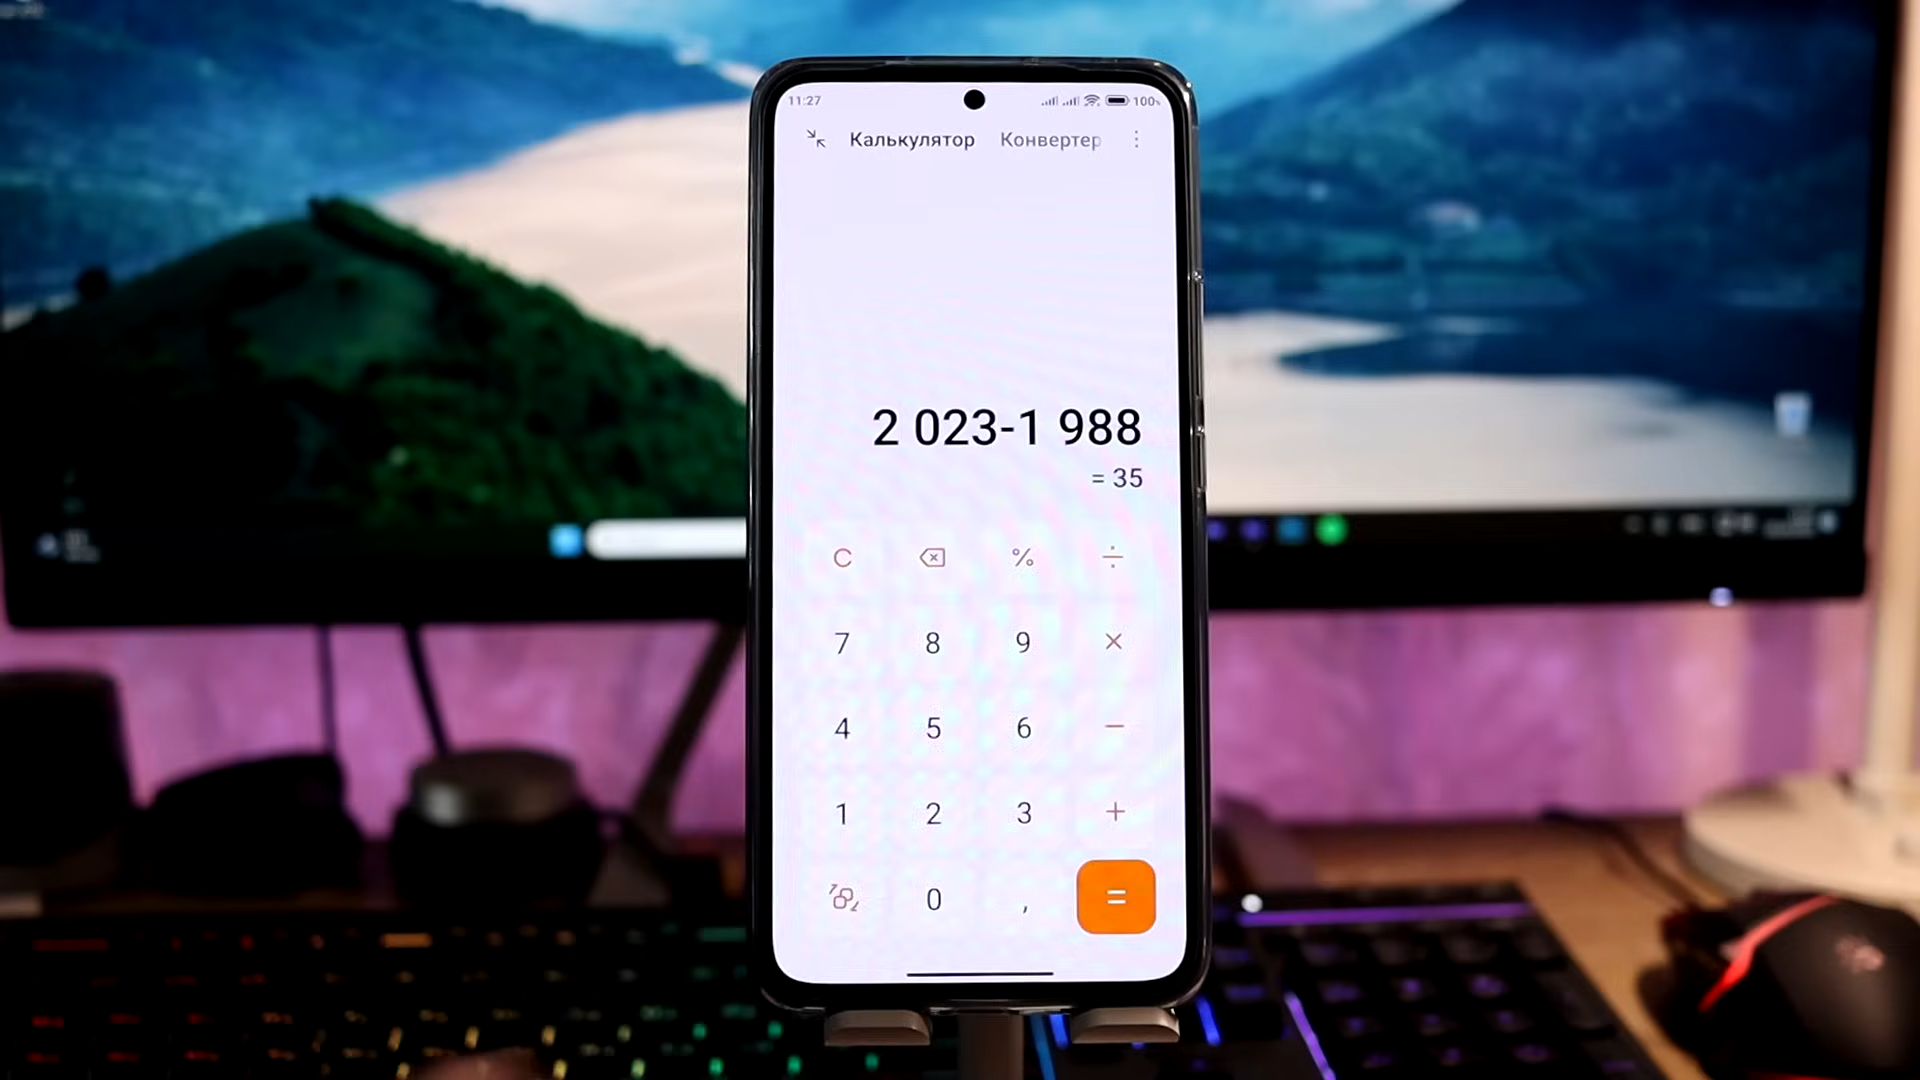 11:27
100%
Калькулятор Конвертер
2 023-1 988
= 35
C % ÷
7 8 9 ×
4 5 6 −
1 2 3 +
0 , =